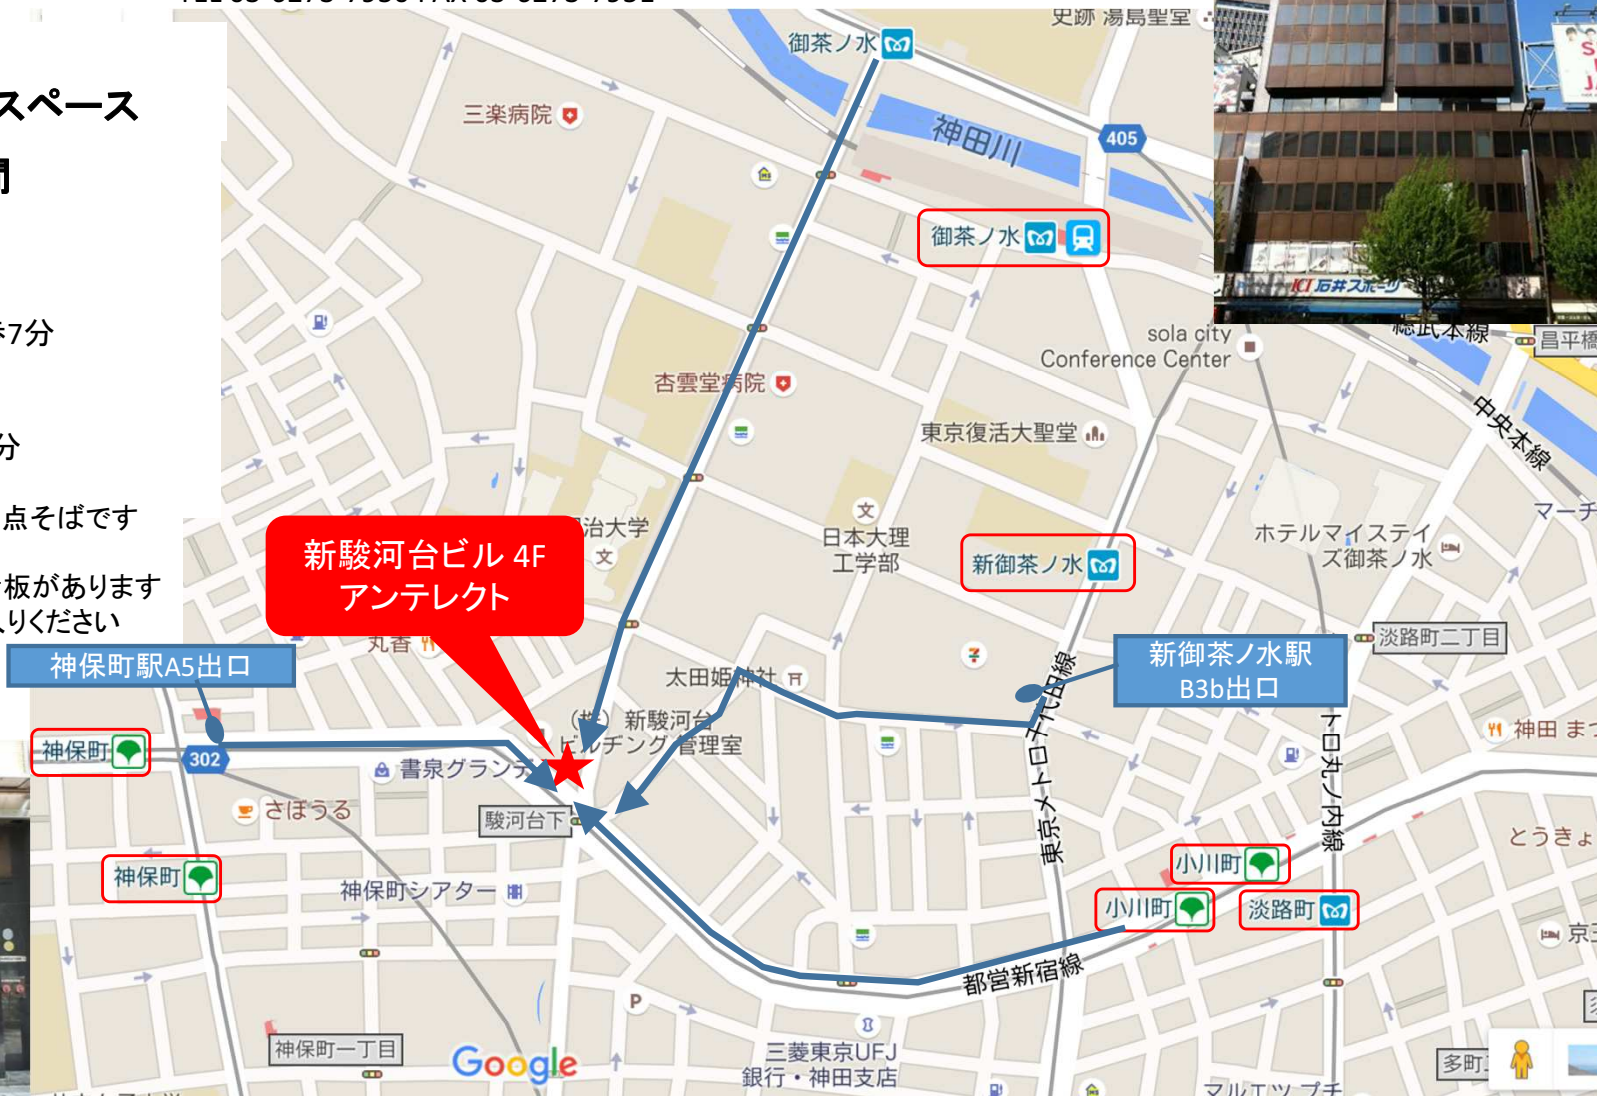 史跡 湯島聖堂
御茶ノ水
スペース
三楽病院
神田川
405
御茶ノ水
ICI 石井スポーツ
7分
sola city
Conference Center
総武本線
昌平橋
杏雲堂病院
東京復活大聖堂
中央本線
分
点そばです
治大学
日本大理
工学部
新御茶ノ水
ホテルマイステイ
ズ御茶ノ水
マーチ
新駿河台ビル 4F
アンテレクト
板があります
りください
丸香
神保町駅A5出口
太田姫神社
新御茶ノ水駅
B3b出口
淡路町二丁目
(株) 新駿河台
ビルヂング 管理室
東京メトロ千代田線
トロ丸ノ内線
神田 まつ
神保町
302
書泉グランデ
さぼうる
駿河台下
とうきょ
神保町
神保町シアター
小川町
小川町
淡路町
京王
都営新宿線
P
神保町一丁目
Google
三菱東京UFJ
銀行・神田支店
多町
マルエツ プチ